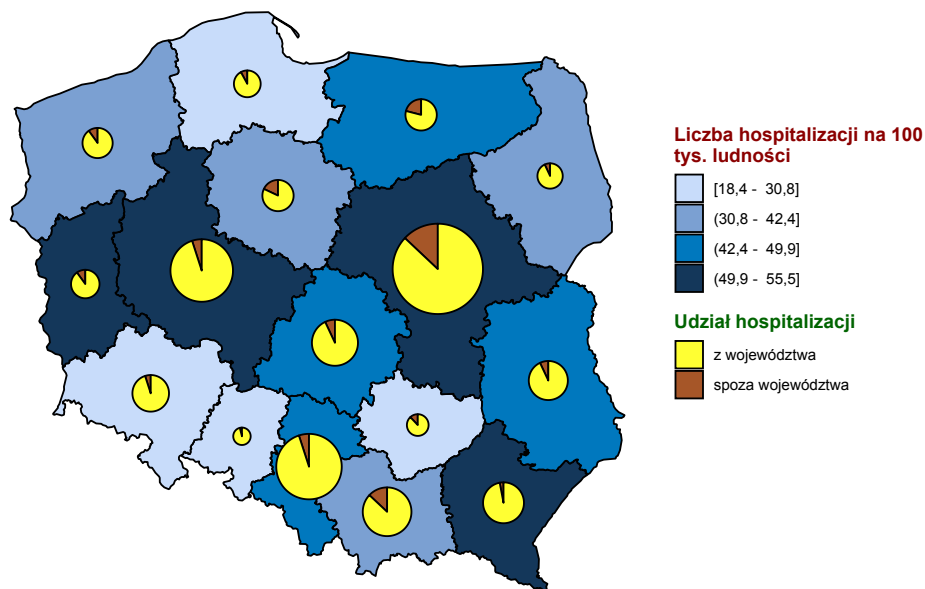 Liczba hospitalizacji na 100
tys. ludności
[18,4 - 30,8]
(30,8 - 42,4]
(42,4 - 49,9]
(49,9 - 55,5]
Udział hospitalizacji
z województwa
spoza województwa